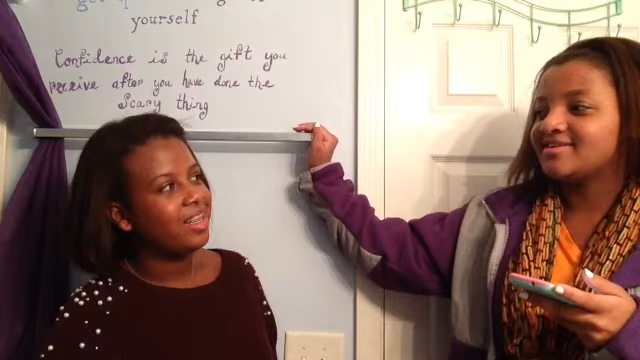 yourself
Confidence is the gift you
receive after you have done the
scary thing